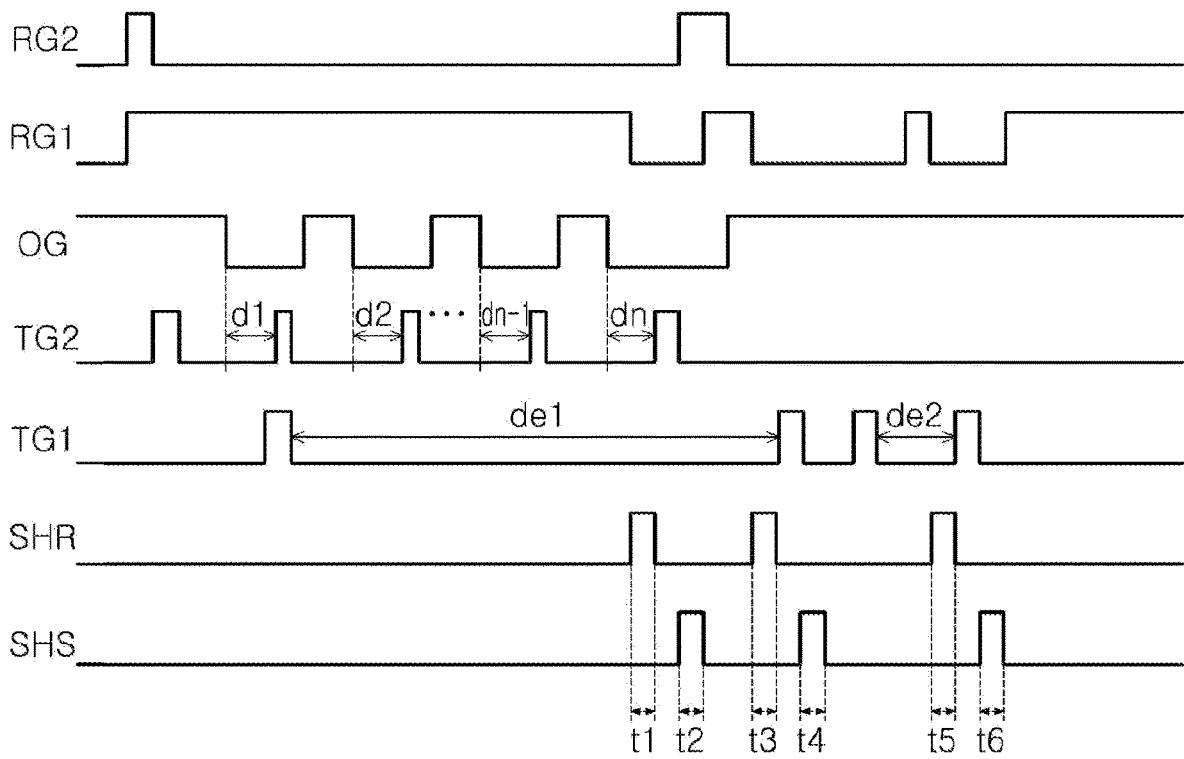 RG2
RG1
OG
TG2 d1 d2 ··· dn-1 dn
TG1 de1 de2
SHR
SHS
t1 t2 t3 t4 t5 t6